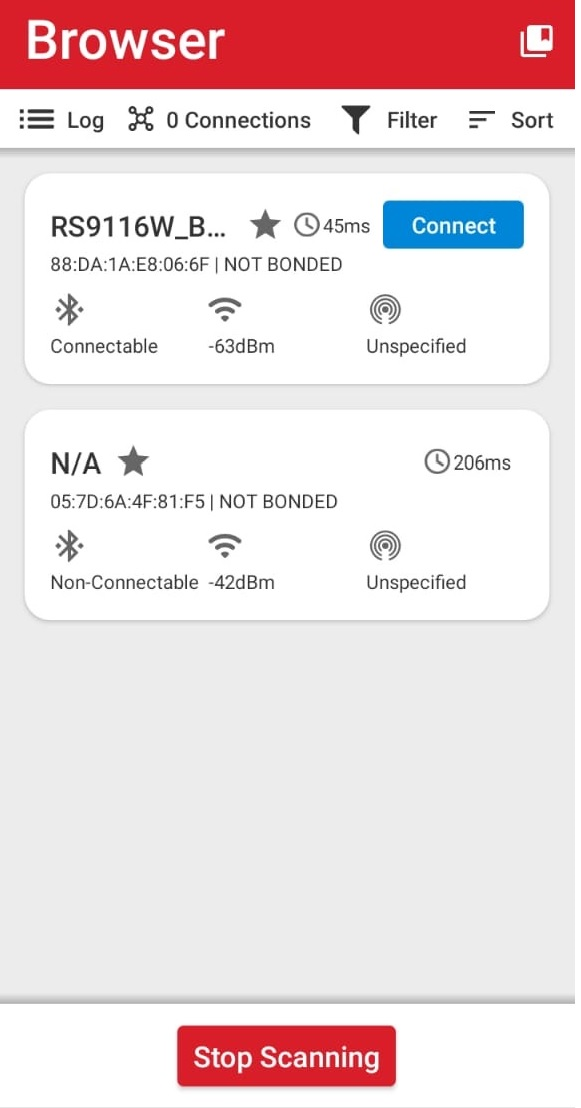 Browser
Log 0 Connections Filter Sort
RS9116W_B... 45ms Connect
88:DA:1A:E8:06:6F | NOT BONDED
Connectable -63dBm Unspecified
N/A 206ms
05:7D:6A:4F:81:F5 | NOT BONDED
Non-Connectable -42dBm Unspecified
Stop Scanning